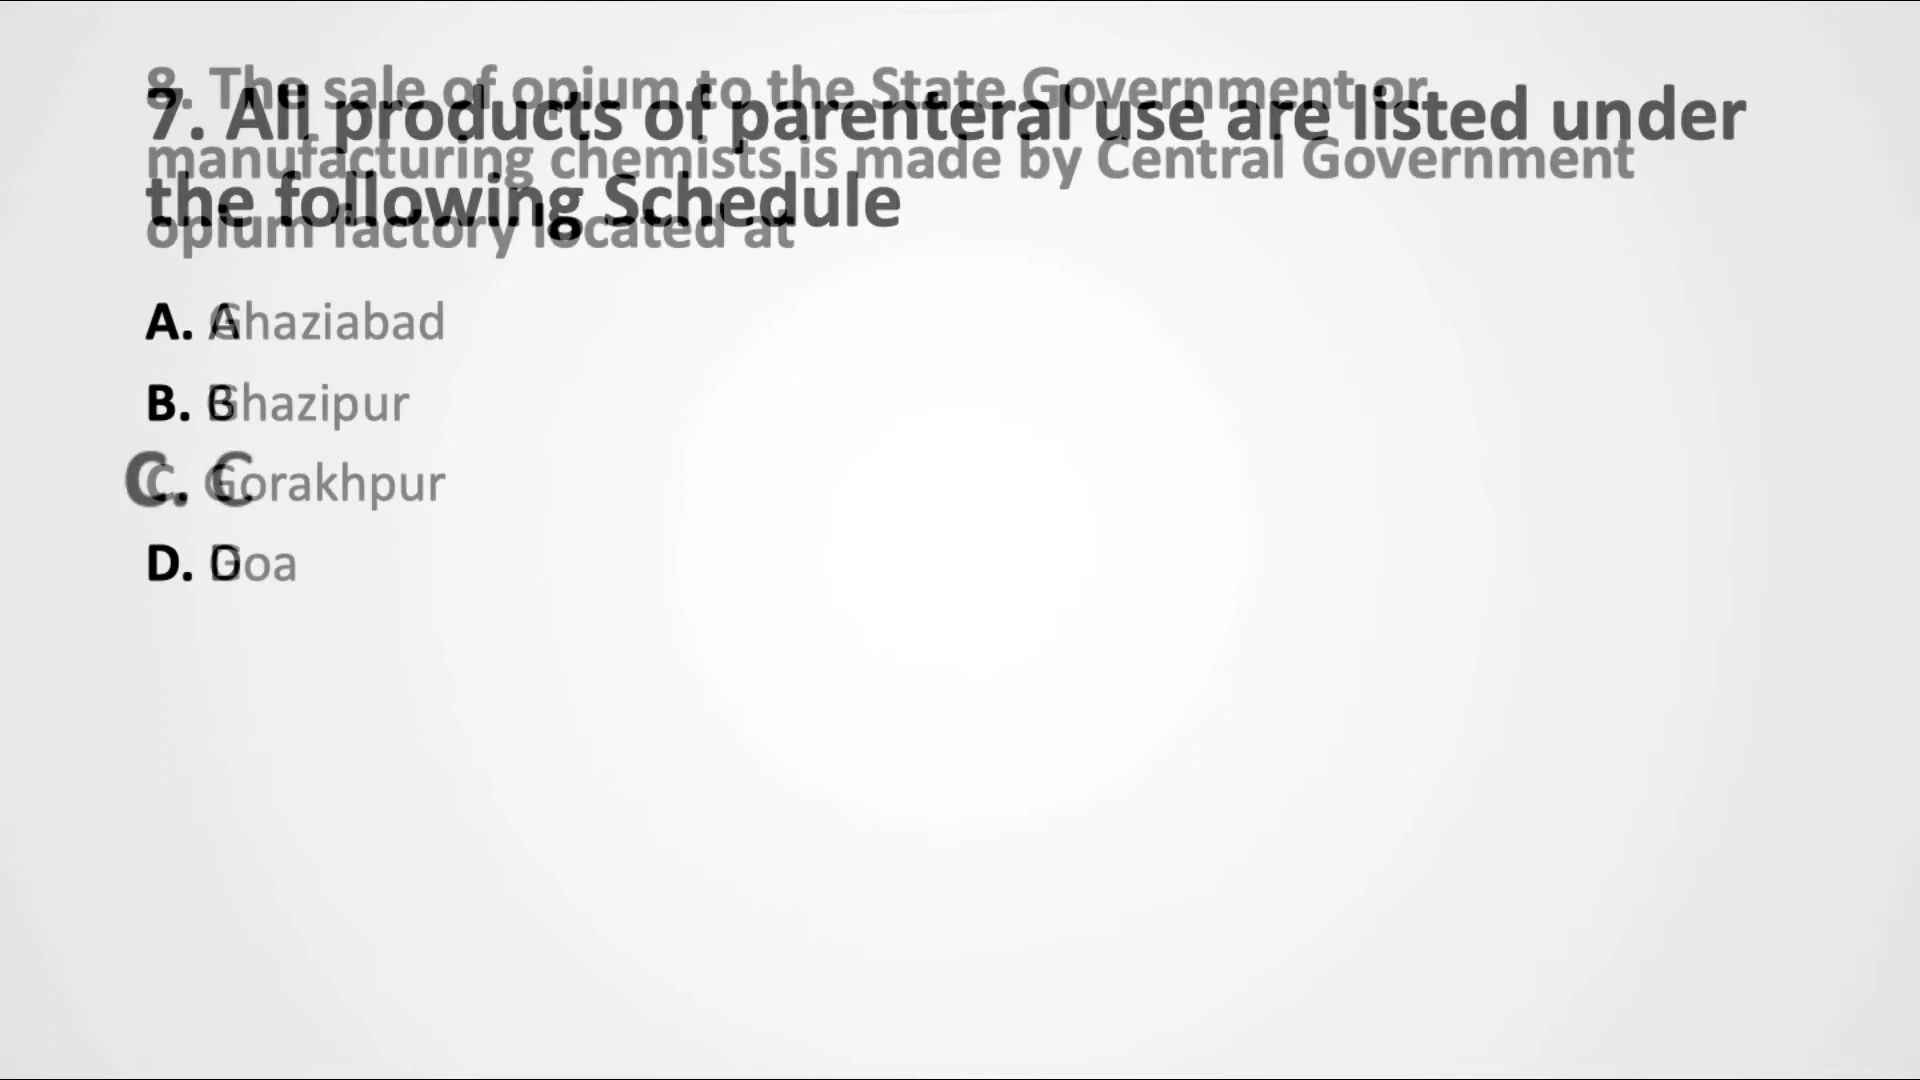 7. All products of parenteral use are listed under
the following Schedule
A. A
B. B
C. C
D. D
8. The sale of opium to the State Government or
manufacturing chemists is made by Central Government
opium factory located at
A. Ghaziabad
B. Ghazipur
C. Gorakhpur
D. Goa